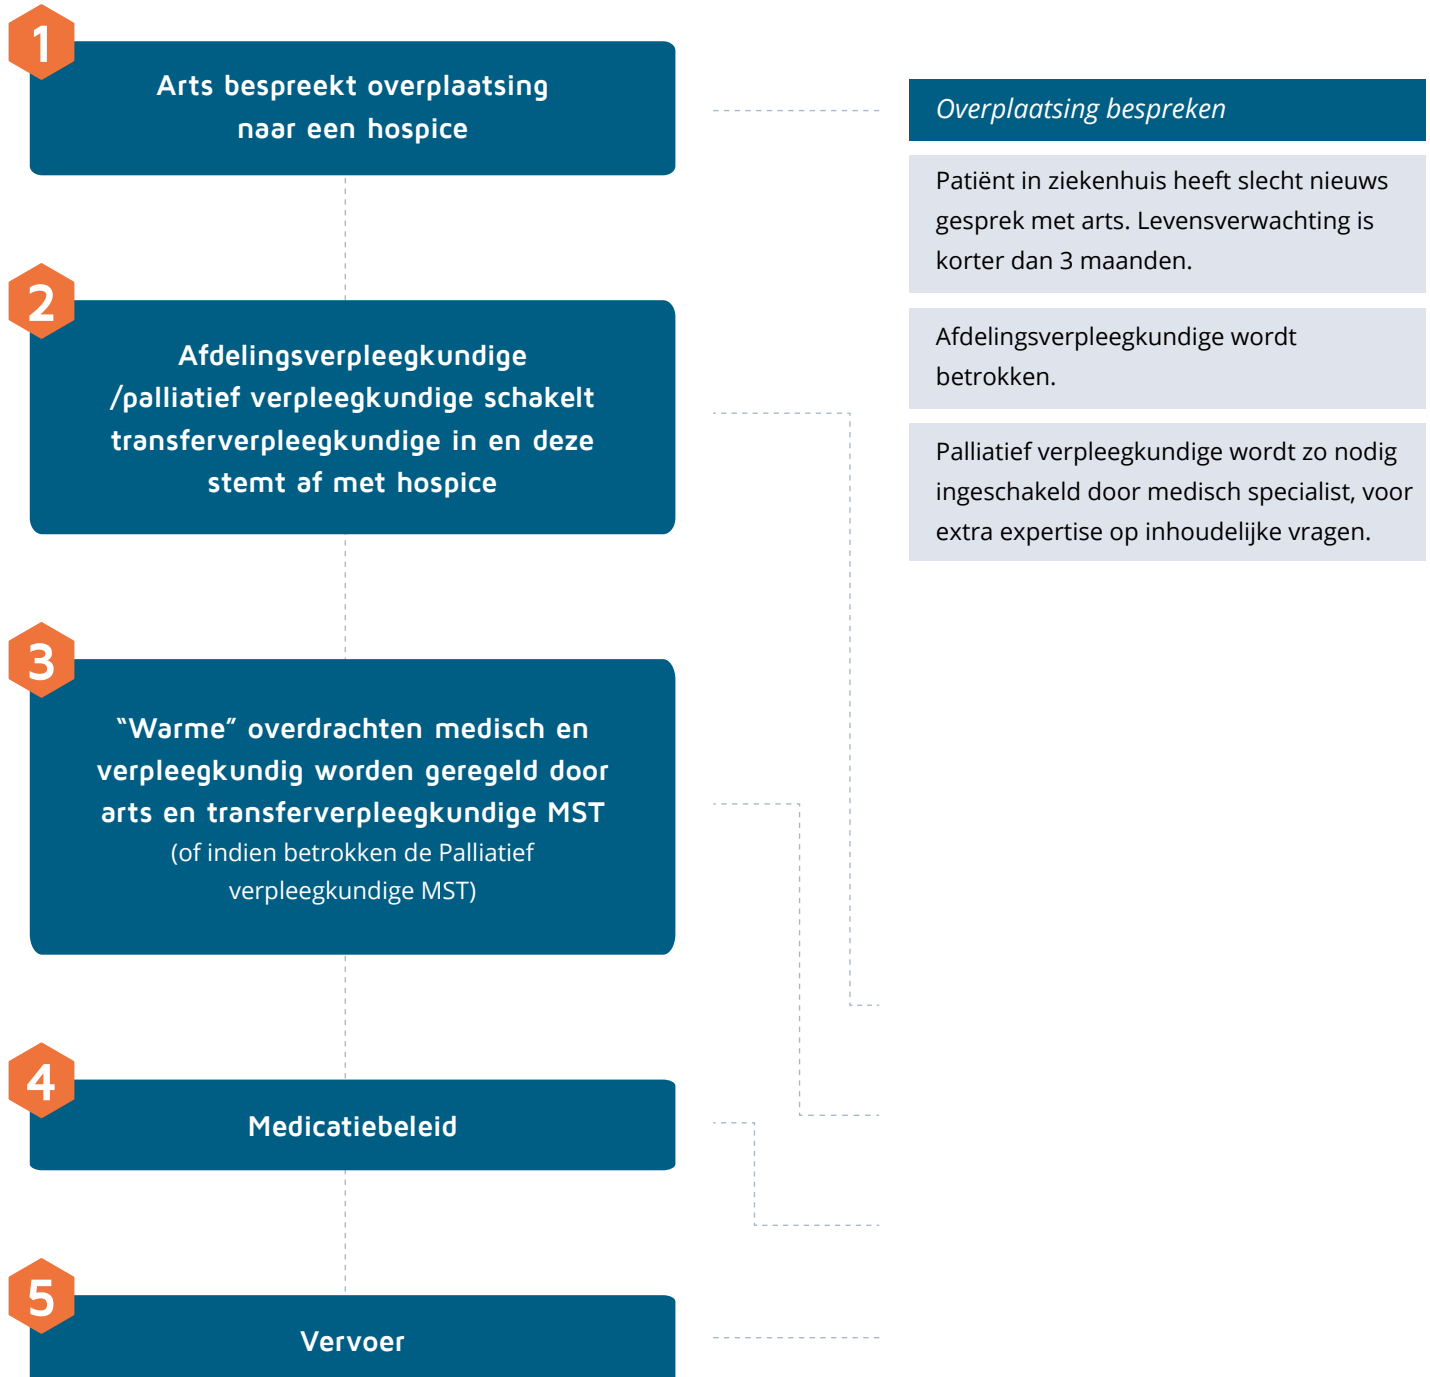 1
Arts bespreekt overplaatsing
naar een hospice
2
Afdelingsverpleegkundige
/palliatief verpleegkundige schakelt
transferverpleegkundige in en deze
stemt af met hospice
3
“Warme” overdrachten medisch en
verpleegkundig worden geregeld door
arts en transferverpleegkundige MST
(of indien betrokken de Palliatief
verpleegkundige MST)
4
Medicatiebeleid
5
Vervoer
Overplaatsing bespreken
Patiënt in ziekenhuis heeft slecht nieuws
gesprek met arts. Levensverwachting is
korter dan 3 maanden.
Afdelingsverpleegkundige wordt
betrokken.
Palliatief verpleegkundige wordt zo nodig
ingeschakeld door medisch specialist, voor
extra expertise op inhoudelijke vragen.